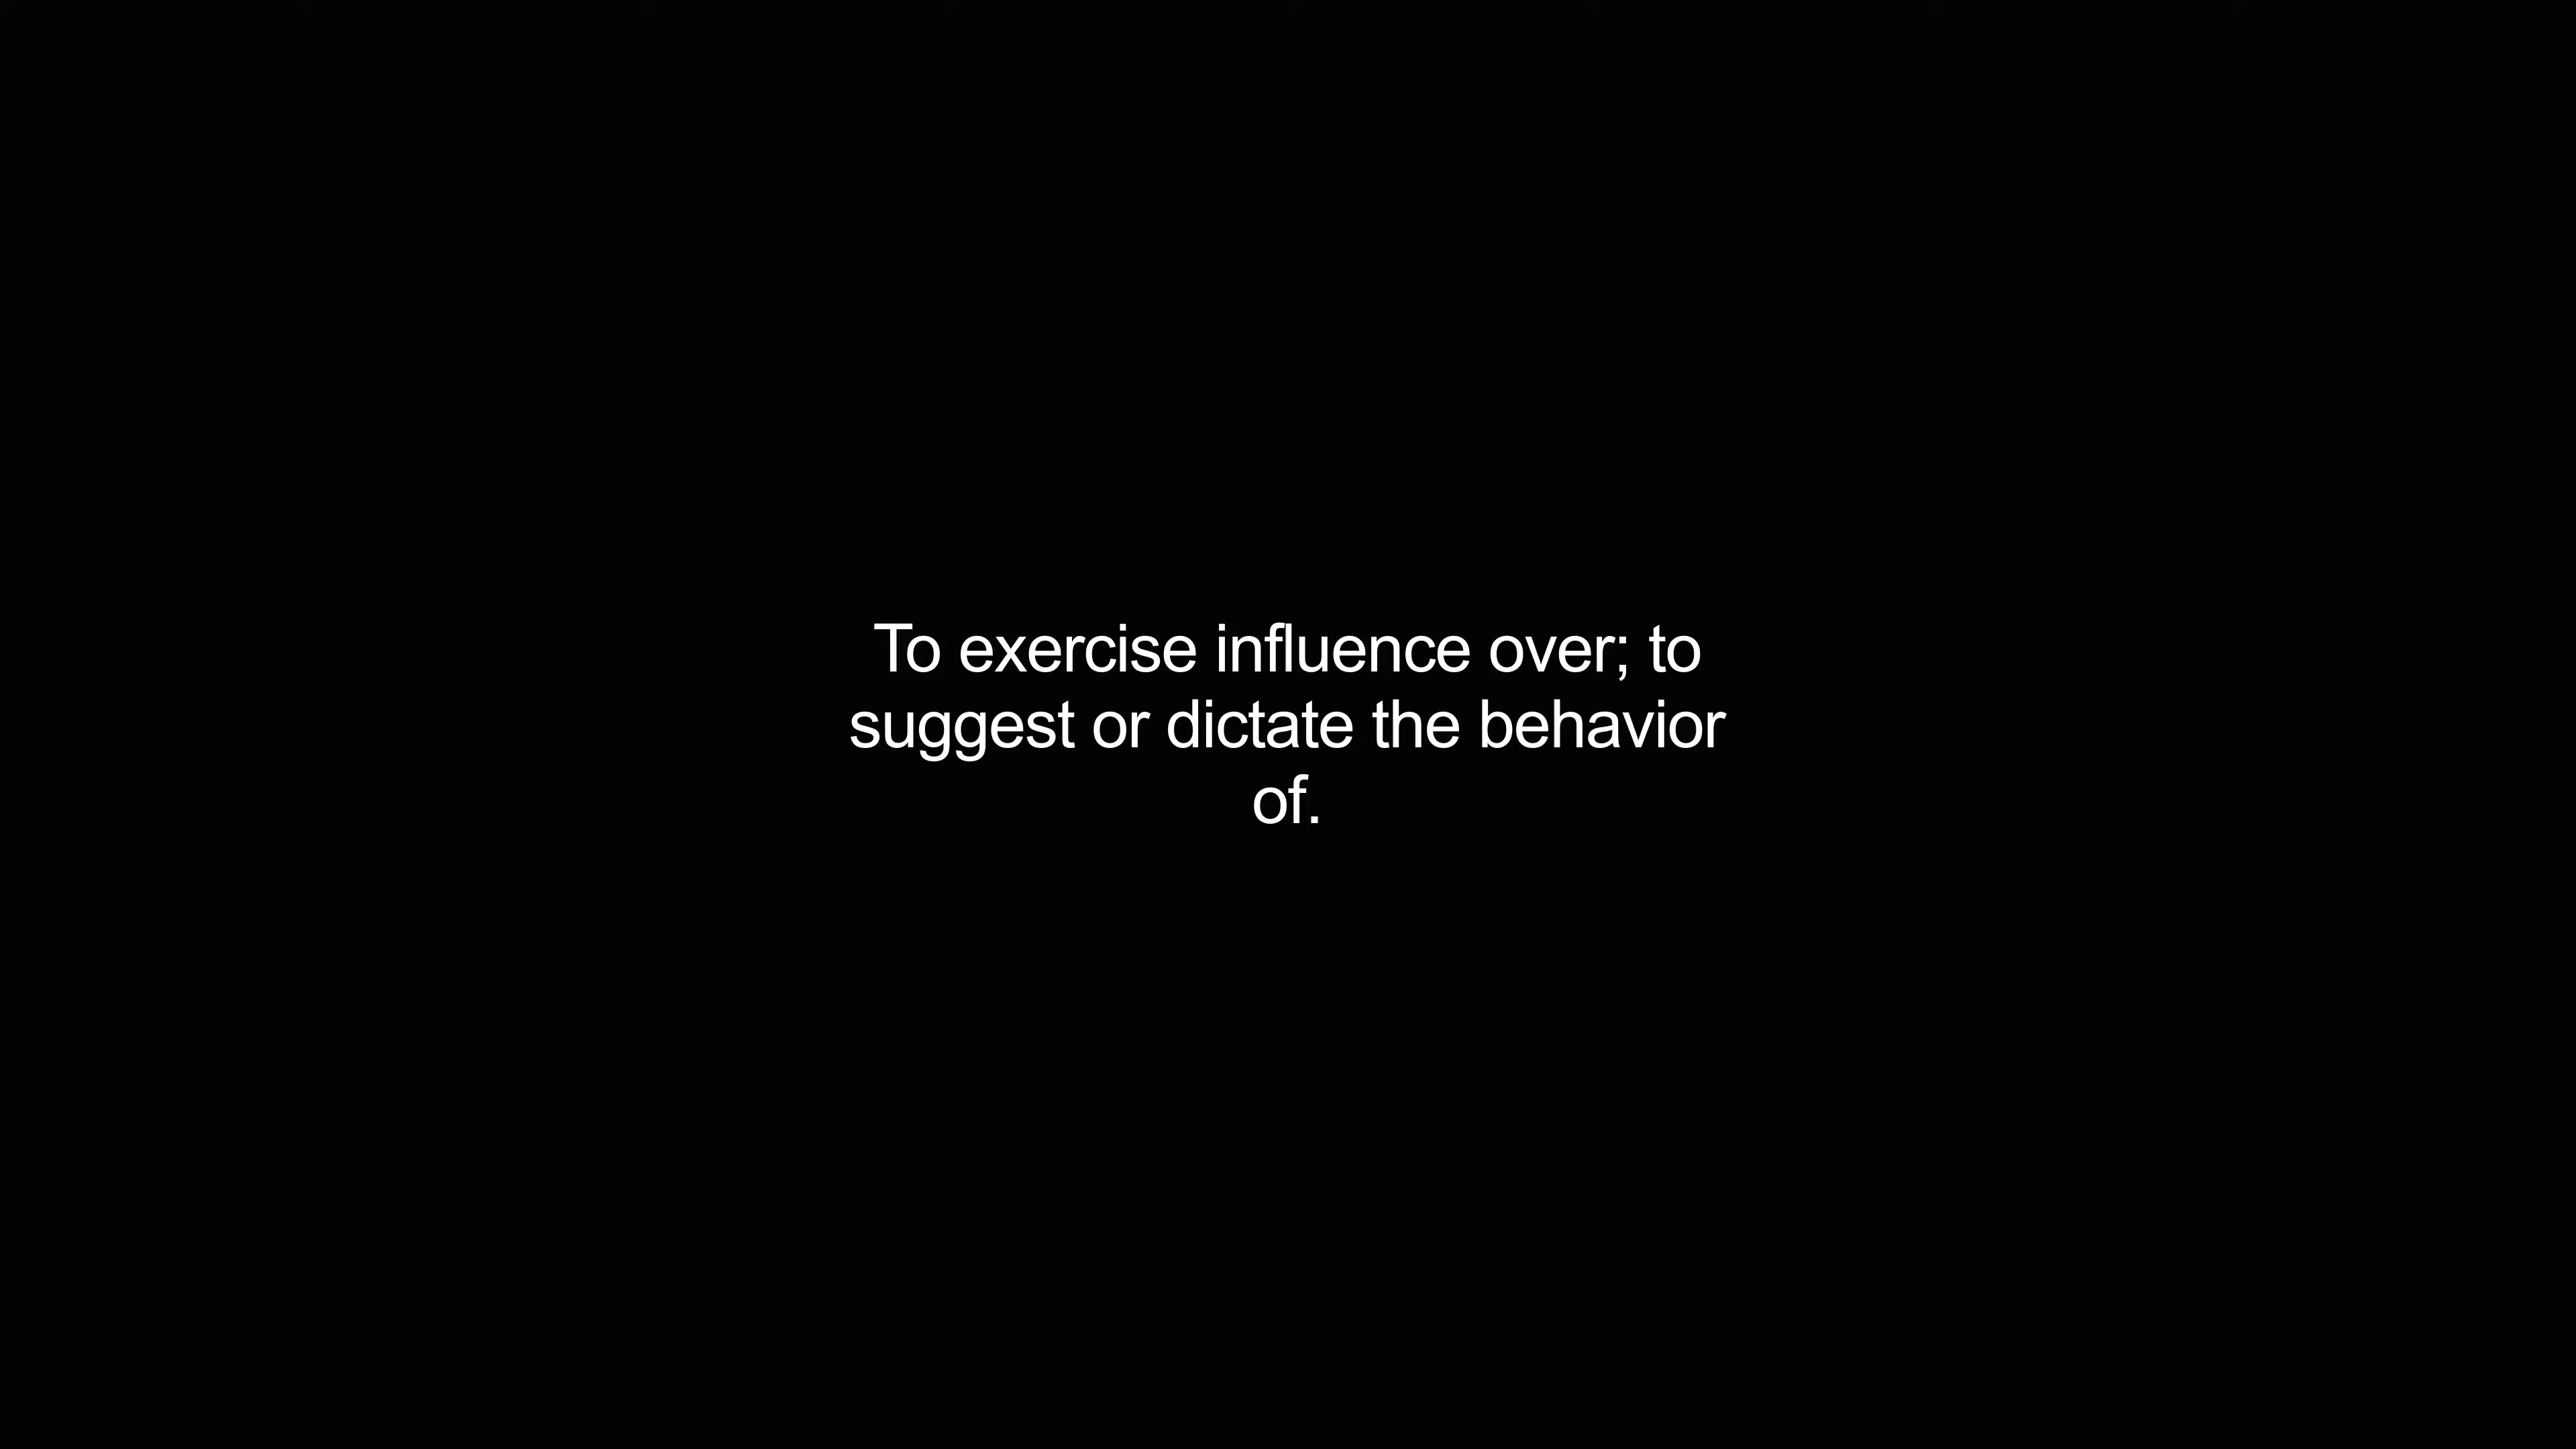 To exercise influence over; to
suggest or dictate the behavior
of.